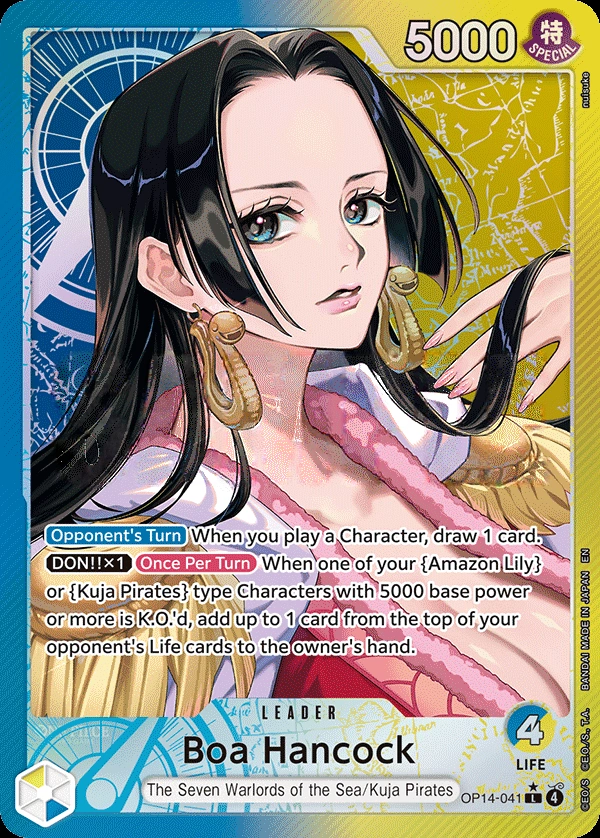 5000 特
SPECIAL
nuisuke
Opponent's Turn When you play a Character, draw 1 card.
DON!!×1 Once Per Turn When one of your {Amazon Lily}
or {Kuja Pirates} type Characters with 5000 base power
or more is K.O.'d, add up to 1 card from the top of your
opponent's Life cards to the owner's hand.
LEADER
Boa Hancock
The Seven Warlords of the Sea/Kuja Pirates
4
LIFE
OP14-041 L 4
©E.O/S ©E.O./S., T.A. BANDAI MADE IN JAPAN EN